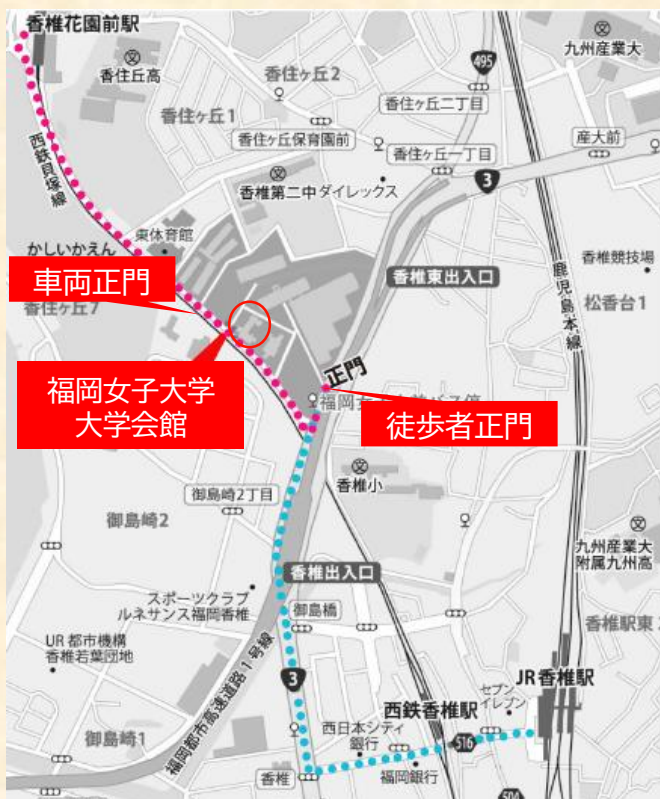 香椎花園前駅
香住丘高
香住ヶ丘2
九州産業大
495
香住ヶ丘二丁目
香住ヶ丘1
香住ヶ丘保育園前
産大前
香住ヶ丘一丁目
西鉄貝塚線
3
香椎第二中
ダイレックス
東体育館
かしいかえん
香椎競技場
車両正門
香椎東出入口
鹿児島本線
松香台1
香住ヶ丘7
福岡女子大学
大学会館
正門
徒歩者正門
香椎小
御島崎2丁目
御島崎2
九州産業大
附属九州高
香椎出入口
スポーツクラブ
ルネサンス福岡香椎
御島橋
香椎駅東
UR都市機構
香椎若葉団地
福岡都市高速道路1号線
3
JR香椎駅
セブン
イレブン
西鉄香椎駅
西日本シティ
銀行
516
御島崎1
香椎
福岡銀行
504